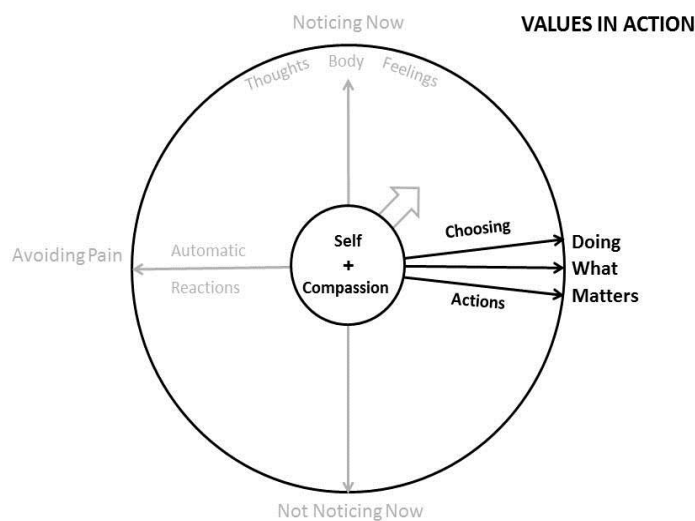 Noticing Now
VALUES IN ACTION
Thoughts Body Feelings
Choosing
Self
+
Compassion
Avoiding Pain
Automatic
Reactions
Doing
What
Matters
Actions
Not Noticing Now